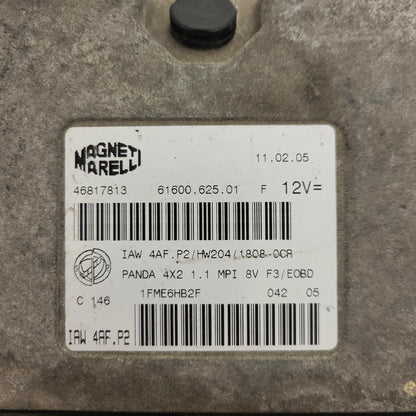 MAGNETI
MARELLI
11.02.05
46817813 61600.625.01 F 12V=
IAW 4AF.P2/HW204/1808-0CR
PANDA 4X2 1.1 MPI 8V F3/EOBD
C 146 1FME6HB2F 042 05
IAW 4AF.P2